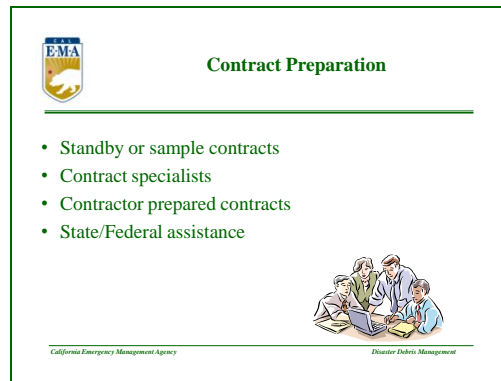 CAL
E·M·A
Contract Preparation
• Standby or sample contracts
• Contract specialists
• Contractor prepared contracts
• State/Federal assistance
California Emergency Management Agency
Disaster Debris Management